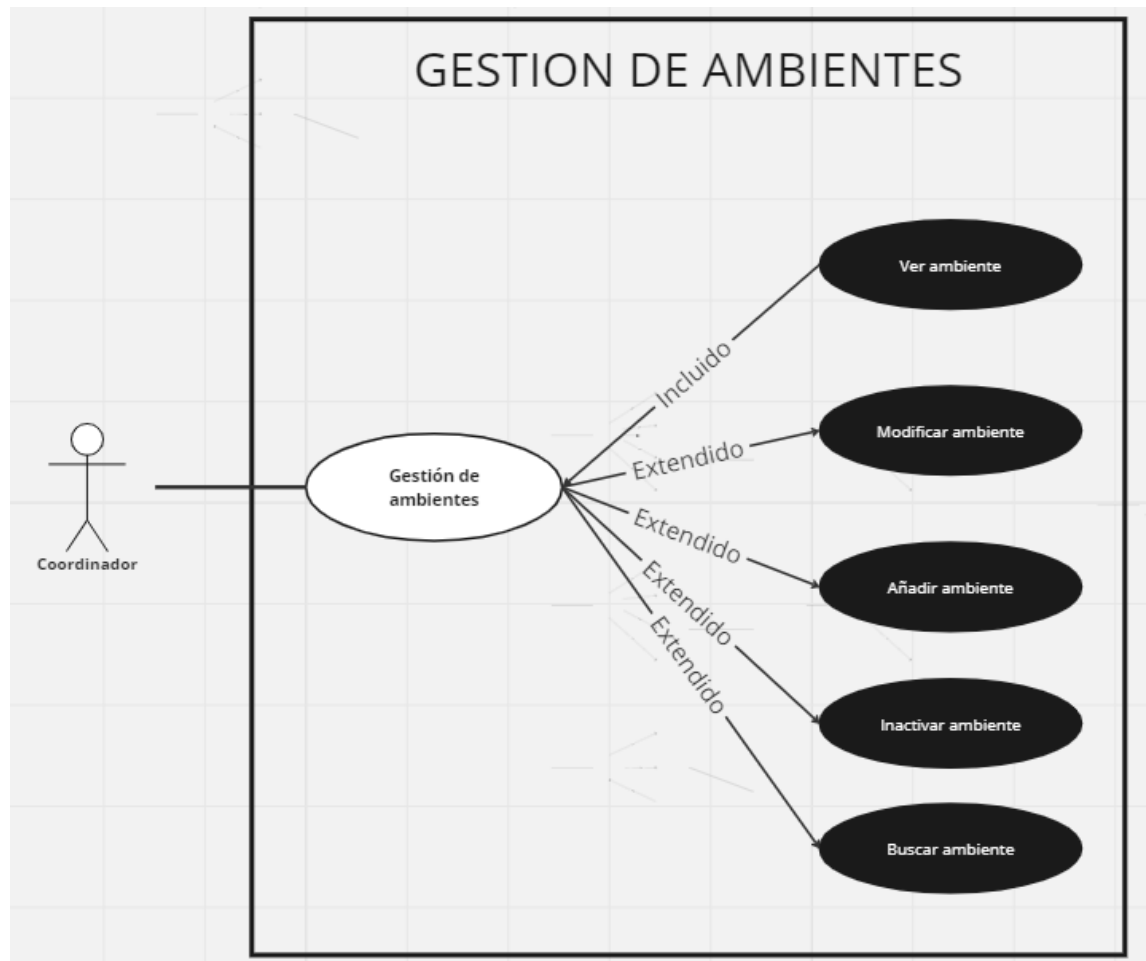 GESTION DE AMBIENTES
Ver ambiente
Incluido
Modificar ambiente
Extendido
Gestión de
ambientes
Extendido
Coordinador
Añadir ambiente
Extendido
Extendido
Inactivar ambiente
Buscar ambiente